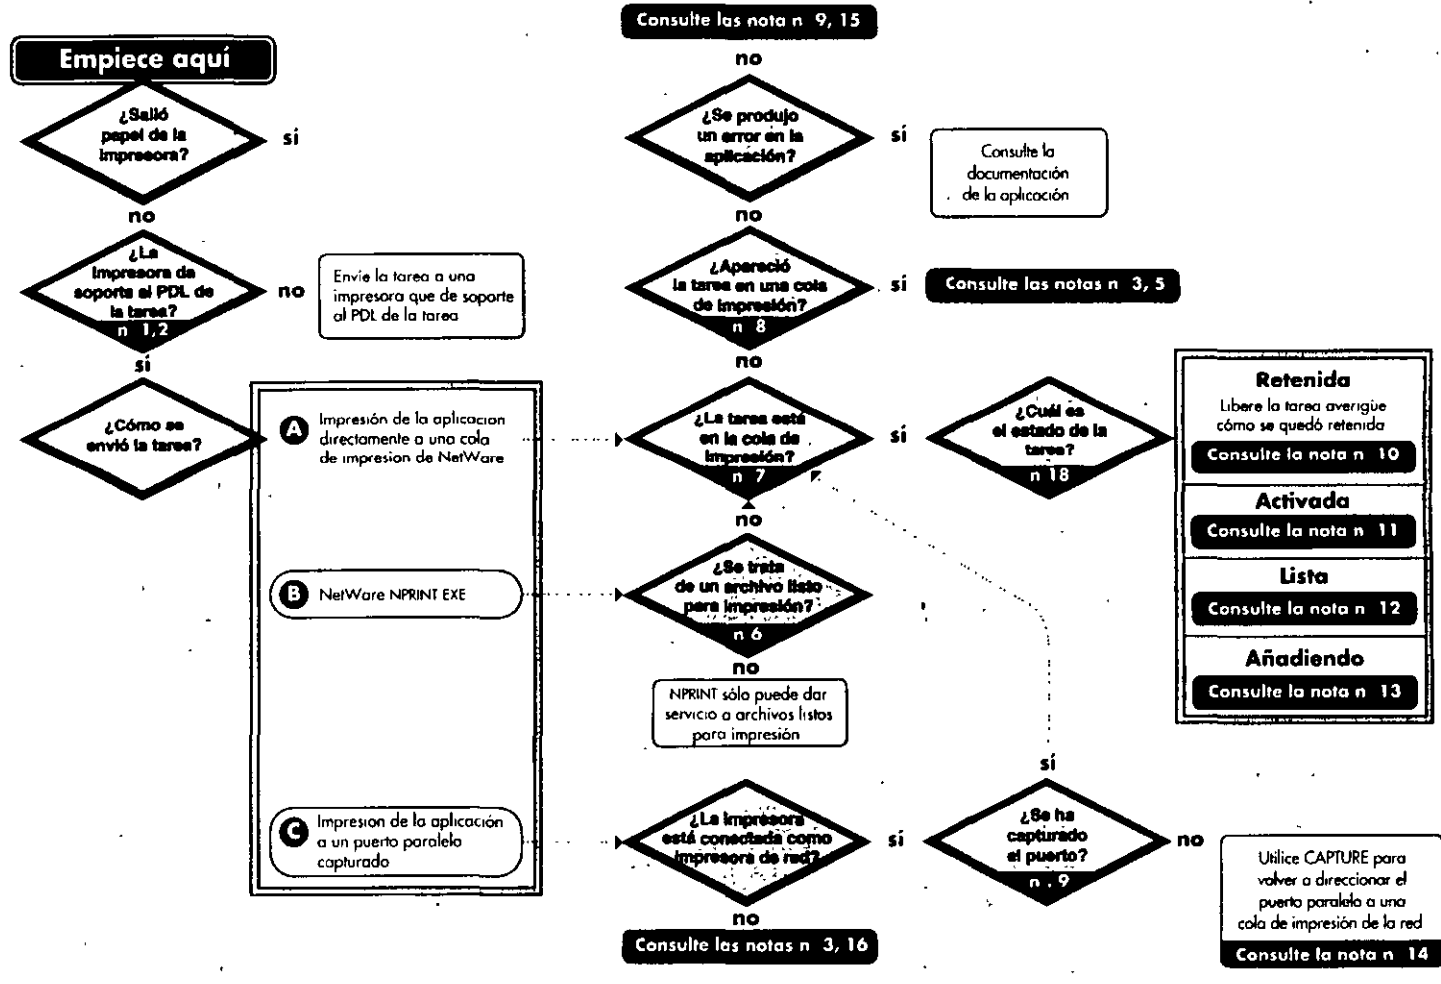 Empiece aquí
¿Salió
papel de la
impresora?
sí
no
¿La
impresora da
soporte al PDL de
la tarea?
n 1,2
no
Envíe la tarea a una
impresora que de soporte
al PDL de la tarea
sí
¿Cómo se
envió la tarea?
A
Impresión de la aplicacion
directamente a una cola
de impresion de NetWare
B
NetWare NPRINT EXE
C
Impresion de la aplicación
a un puerto paralelo
capturado
Consulte las nota n 9, 15
no
¿Se produjo
un error en la
aplicación?
sí
Consulte la
documentación
de la aplicación
no
¿Apareció
la tarea en una cola
de impresión?
n 8
sí
Consulte las notas n 3, 5
no
¿La tarea está
en la cola de
impresión?
n 7
sí
¿Cuál es
el estado de la
tarea?
n 18
Retenida
Libere la tarea averigüe
cómo se quedó retenida
Consulte la nota n 10
Activada
Consulte la nota n 11
Lista
Consulte la nota n 12
Añadiendo
Consulte la nota n 13
no
¿Se trata
de un archivo listo
para impresión?
n 6
no
NPRINT sólo puede dar
servicio a archivos listos
para impresión
¿La impresora
está conectada como
impresora de red?
sí
no
Consulte las notas n 3, 16
sí
¿Se ha
capturado
el puerto?
n . 9
no
Utilice CAPTURE para
volver a direccionar el
puerto paralelo a una
cola de impresión de la red
Consulte la nota n 14